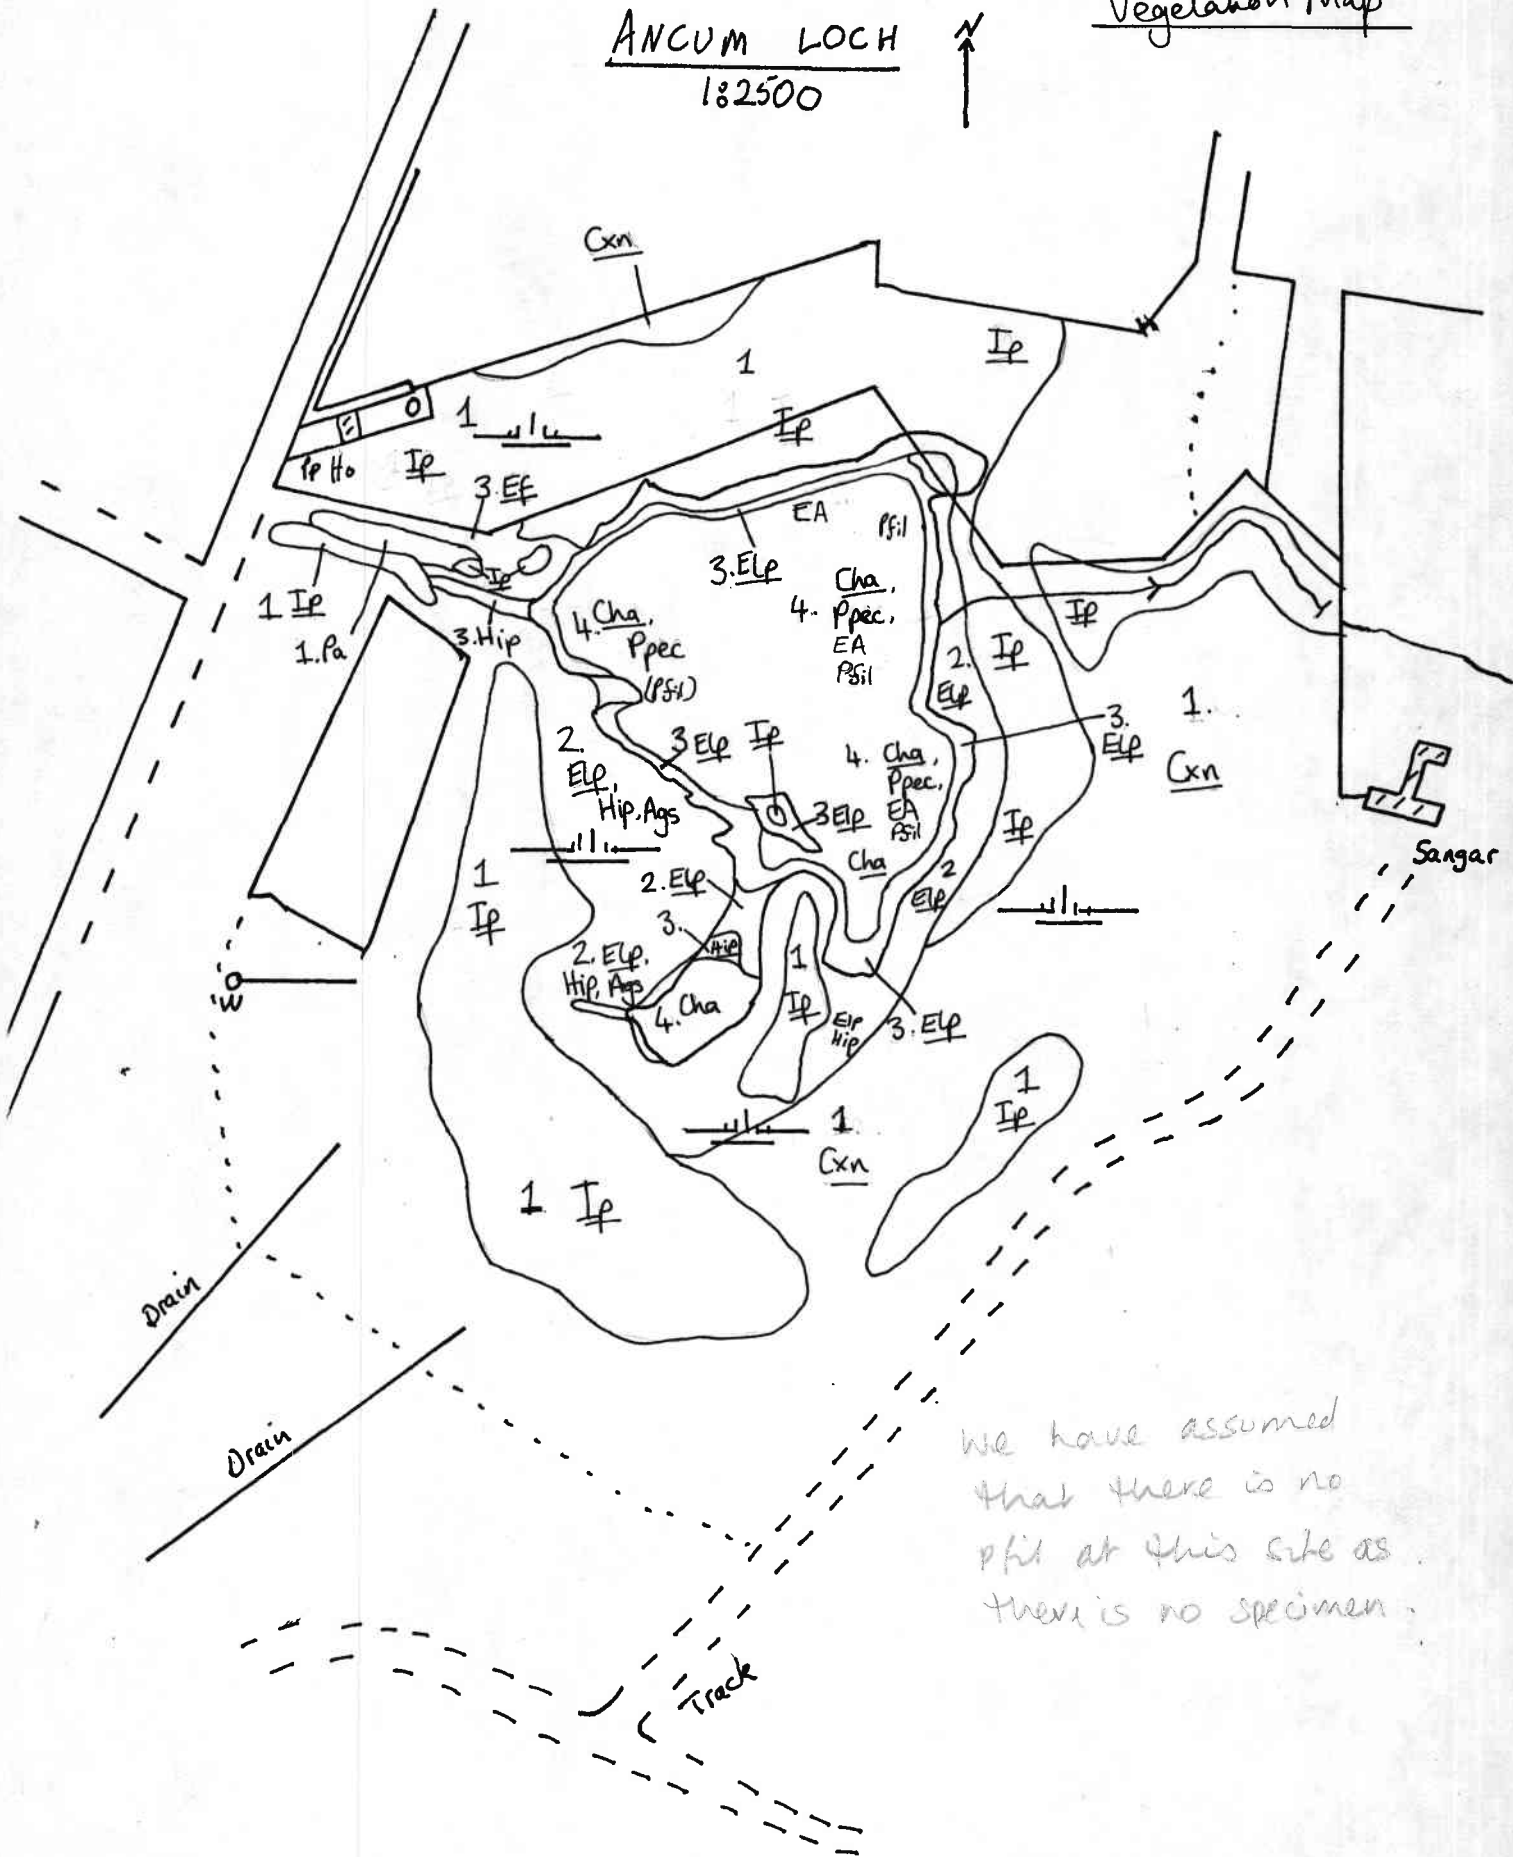 Vegetation Map
ANCUM LOCH
1:2500
N
Cxn
1
Ip
1
Ip
Ip
Pp Ho
3.Ef
EA
Pfil
3.Elp
Cha,
4. Ppec,
EA
Pfil
Ip
1 Ip
1.Pa
3.Hip
4.Cha,
Ppec
(Pfil)
Ip
2.
Elp
Ip
1.
Cxn
3.
Elp
2.
Elp,
Hip, Ags
3 Elp
Ip
4. Cha,
Ppec,
EA
Pfil
3 Elp
Cha
Ip
Sangar
1
Ip
2. Elp
2
Elp
3.
Hip
2. Elp,
Hip, Ags
1
Ip
4. Cha
Elp
Hip
3. Elp
'W'
1
Ip
1.
Cxn
1 Ip
Drain
Drain
We have assumed
that there is no
pfil at this site as
there is no specimen.
Track